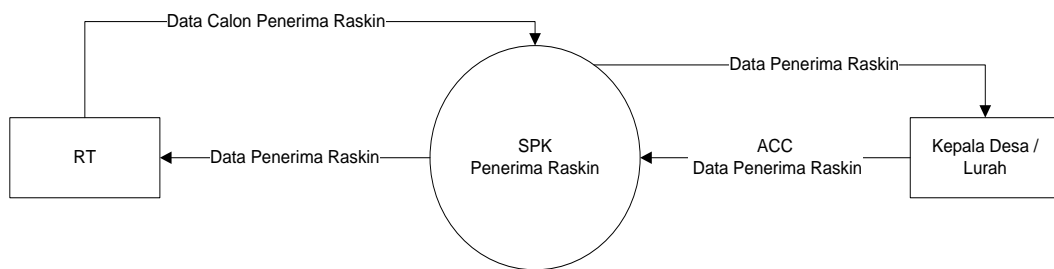 Data Calon Penerima Raskin
Data Penerima Raskin
RT
Data Penerima Raskin
SPK
Penerima Raskin
ACC
Data Penerima Raskin
Kepala Desa /
Lurah